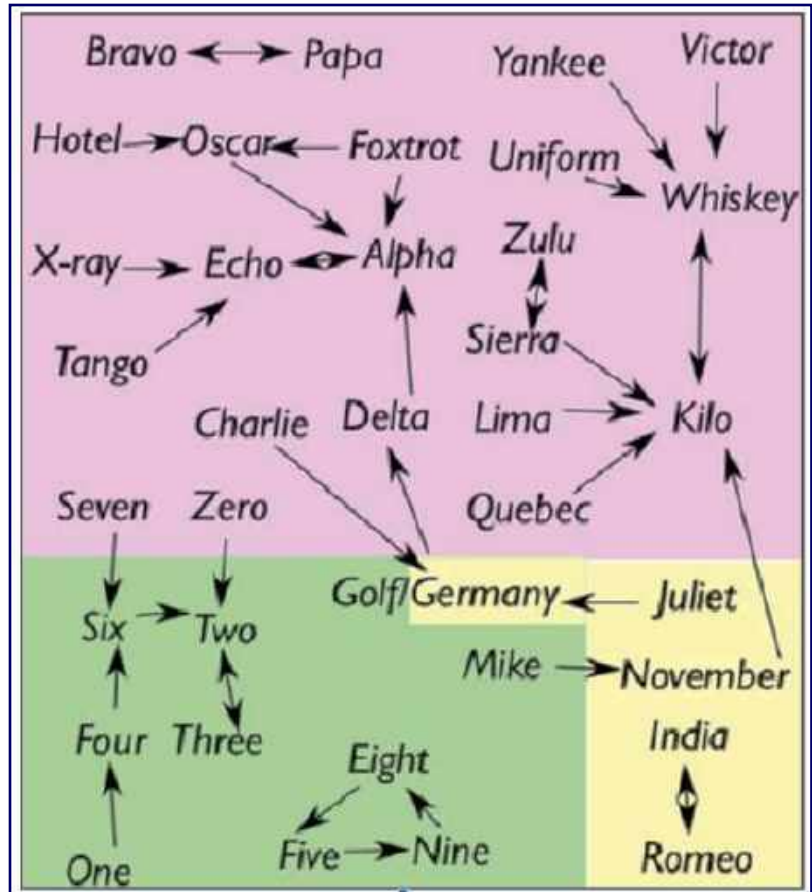 Bravo Papa
Yankee
Victor
Hotel Oscar Foxtrot
Uniform
Whiskey
X-ray Echo Alpha
Zulu
Tango
Sierra
Charlie Delta Lima Kilo
Seven Zero Quebec
Golf/Germany Juliet
Six Two
Mike November
Four Three
India
Eight
Five Nine
Romeo
One